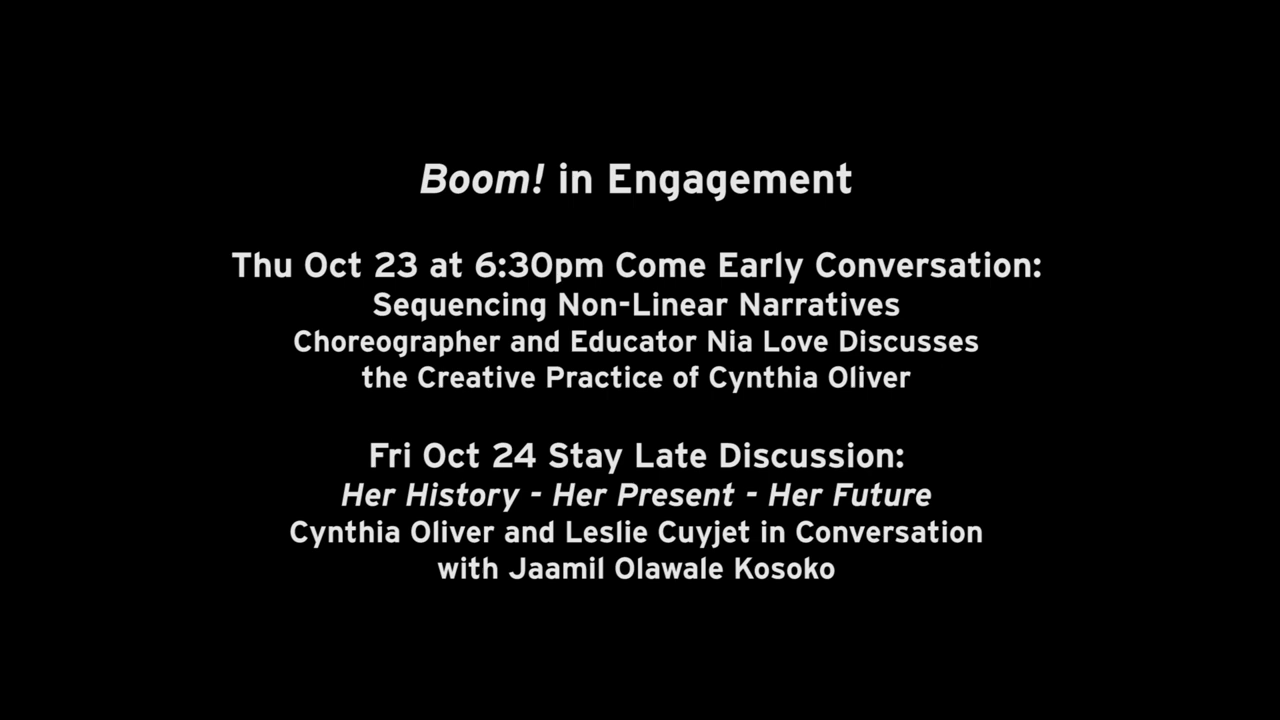 Boom! in Engagement
Thu Oct 23 at 6:30pm Come Early Conversation:
Sequencing Non-Linear Narratives
Choreographer and Educator Nia Love Discusses
the Creative Practice of Cynthia Oliver
Fri Oct 24 Stay Late Discussion:
Her History - Her Present - Her Future
Cynthia Oliver and Leslie Cuyjet in Conversation
with Jaamil Olawale Kosoko